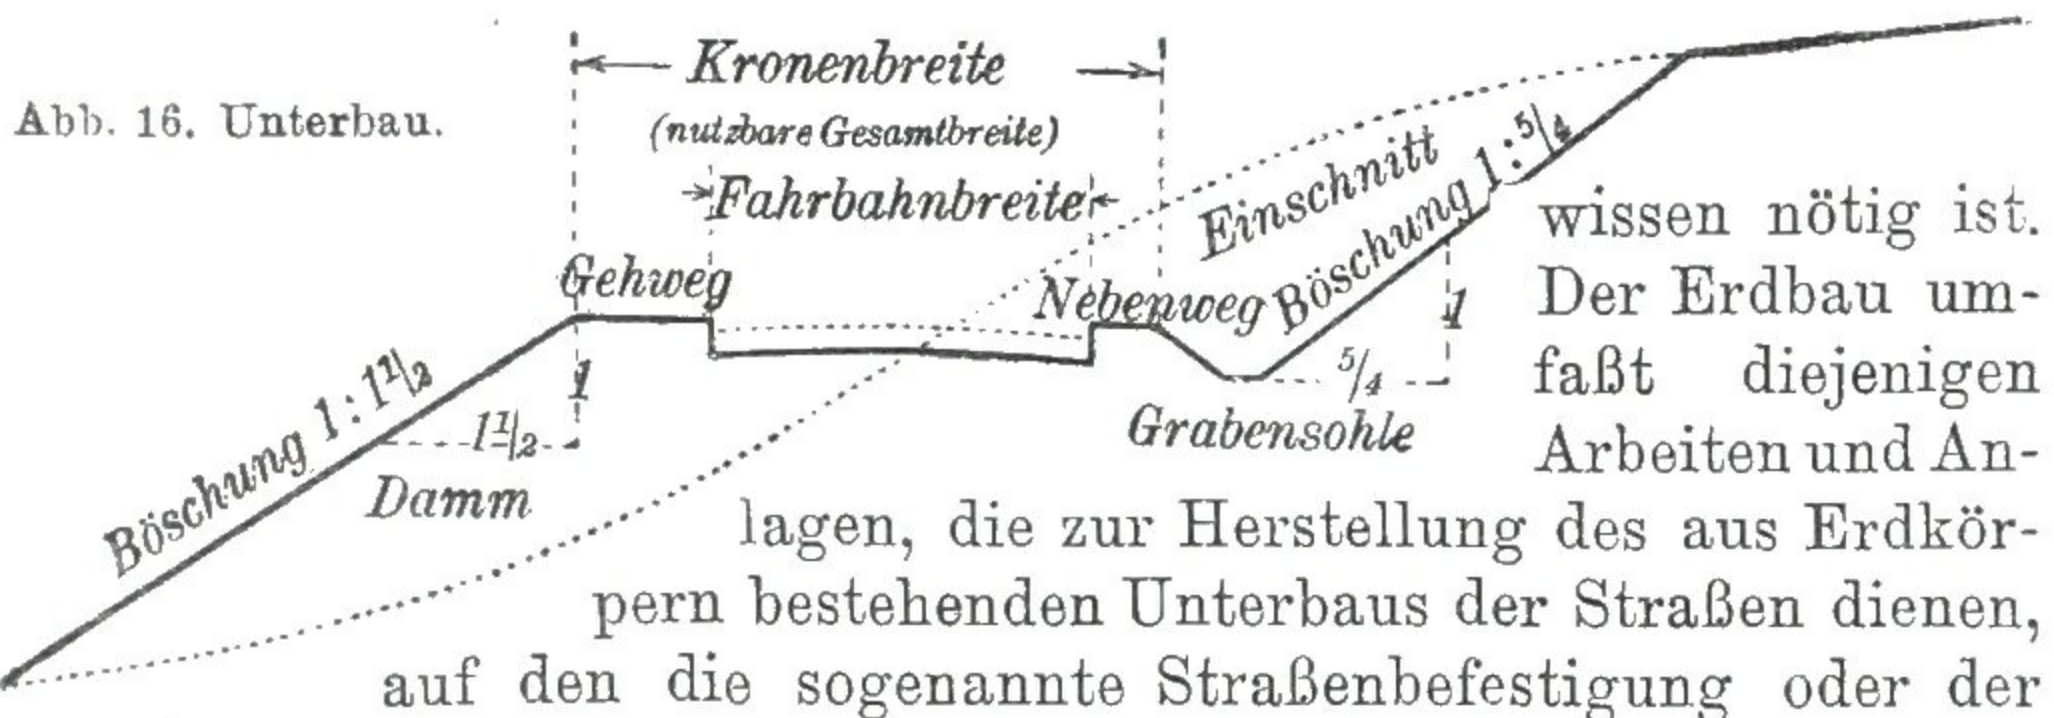 Kronenbreite
Abb. 16. Unterbau.
(nutzbare Gesamtbreite)
Fahrbahnbreite
Einschnitt
Böschung 1:5/4
Gehweg
Nebenweg
1
5/4
Grabensohle
Böschung 1:1 1/2
1
1 1/2
Damm
wissen nötig ist.
Der Erdbau um-
faßt diejenigen
Arbeiten und An-
lagen, die zur Herstellung des aus Erdkör-
pern bestehenden Unterbaus der Straßen dienen,
auf den die sogenannte Straßenbefestigung oder der